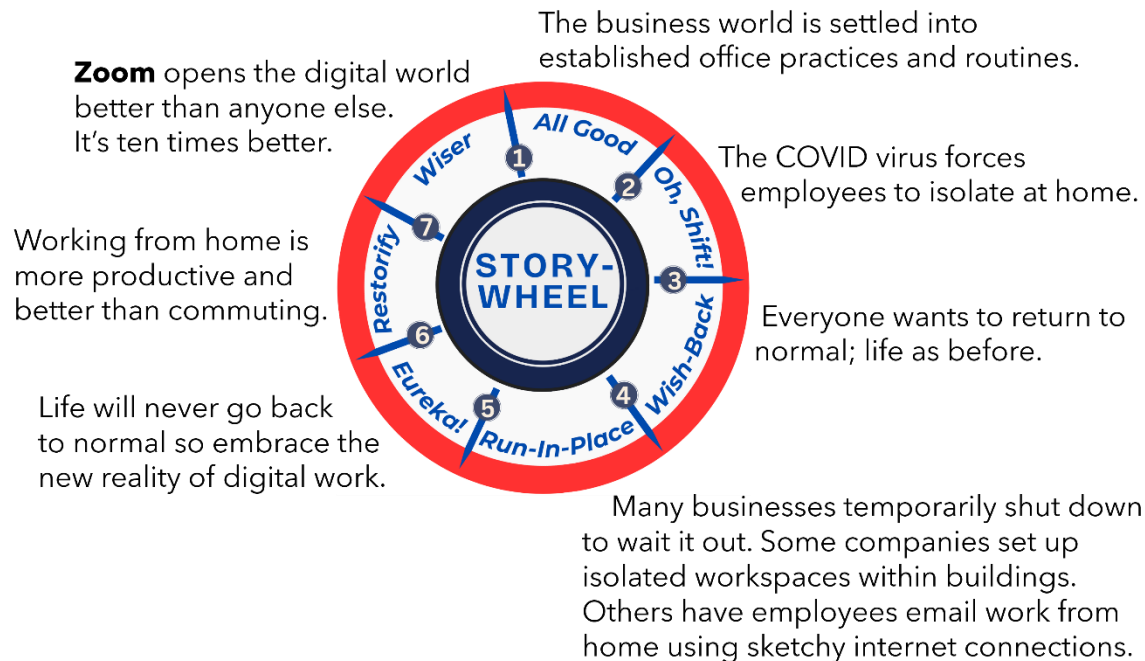 The business world is settled into
established office practices and routines.
Zoom opens the digital world
better than anyone else.
It’s ten times better.
The COVID virus forces
employees to isolate at home.
Everyone wants to return to
normal; life as before.
Many businesses temporarily shut down
to wait it out. Some companies set up
isolated workspaces within buildings.
Others have employees email work from
home using sketchy internet connections.
Life will never go back
to normal so embrace the
new reality of digital work.
Working from home is
more productive and
better than commuting.
STORY-
WHEEL
1
All Good
2
Oh, Shift!
3
Wish-Back
4
Run-In-Place
5
Eureka!
6
Restorify
7
Wiser